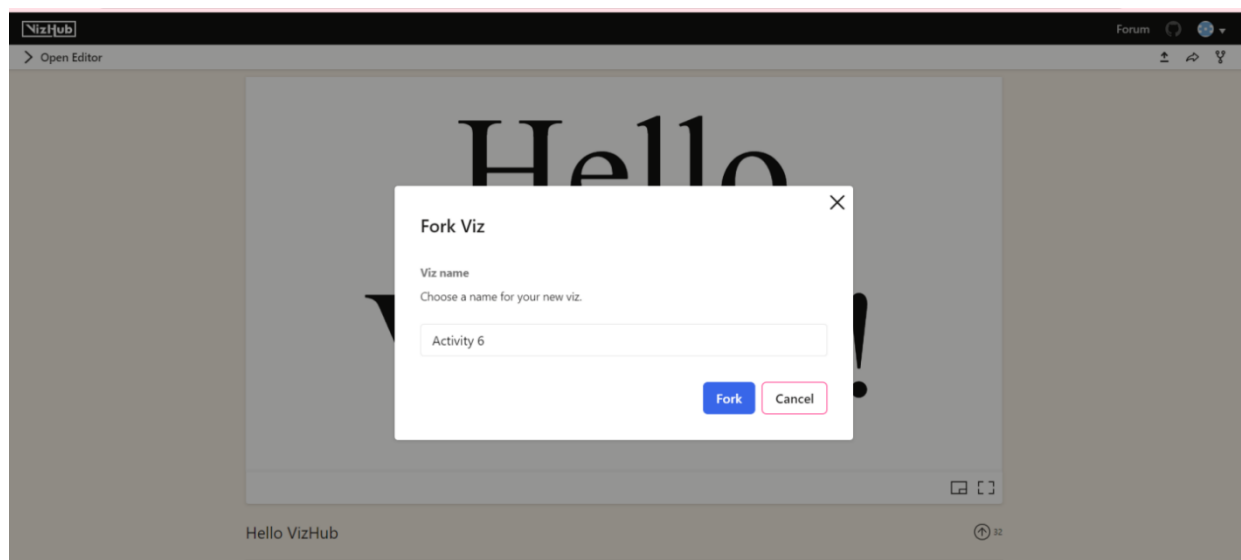 VizHub
Forum
Open Editor
Hello
!
Fork Viz
Viz name
Choose a name for your new viz.
Activity 6
Fork Cancel
Hello VizHub
32